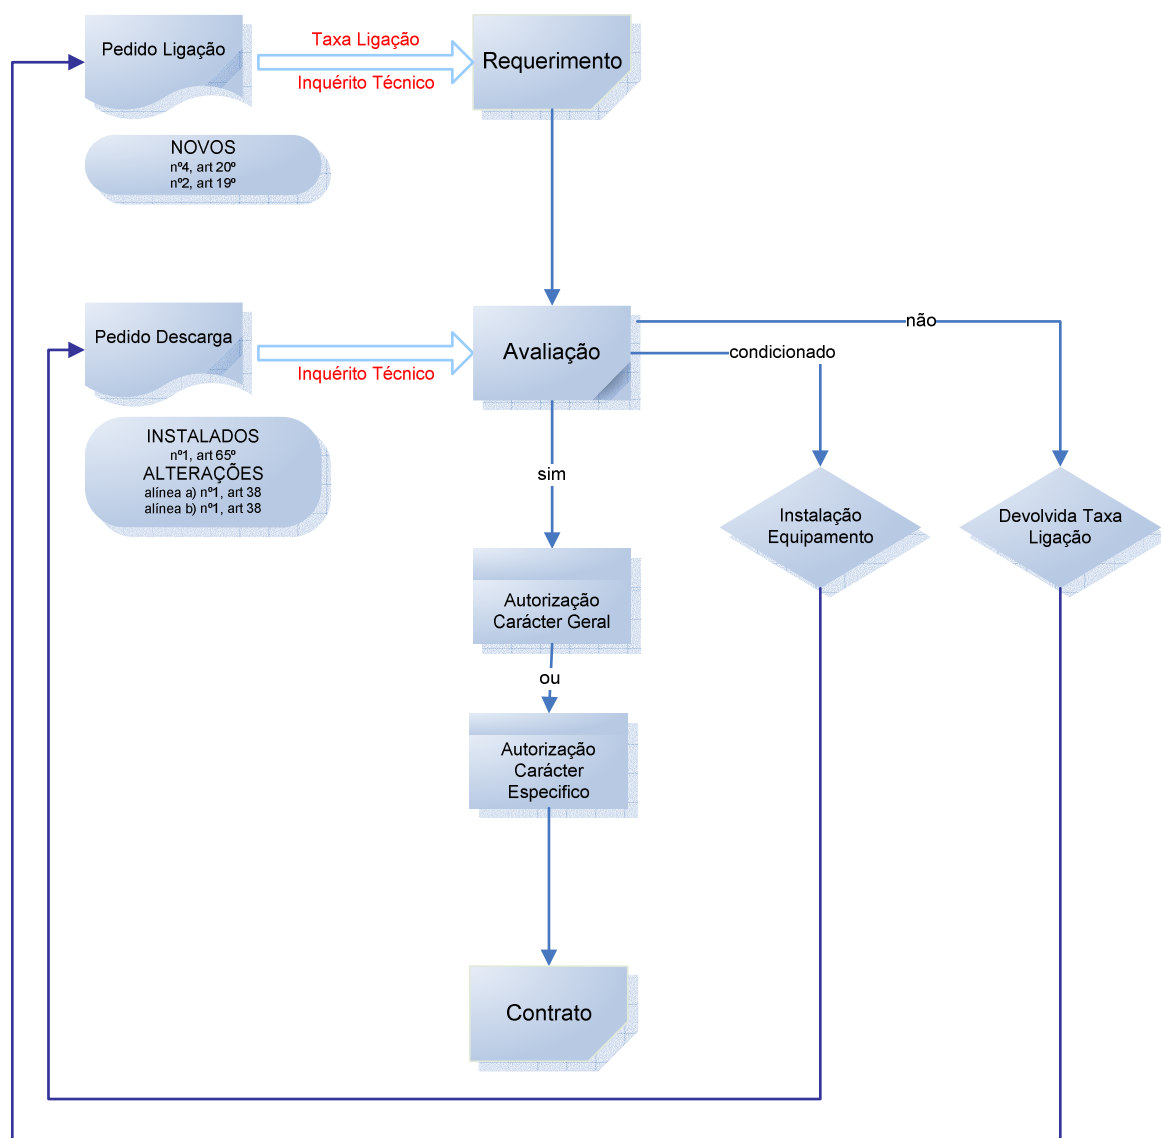 Pedido Ligação
Taxa Ligação
Inquérito Técnico
Requerimento
NOVOS
nº4, art 20º
nº2, art 19º
Pedido Descarga
Inquérito Técnico
Avaliação
não
condicionado
INSTALADOS
nº1, art 65º
ALTERAÇÕES
alínea a) nº1, art 38
alínea b) nº1, art 38
sim
Instalação
Equipamento
Devolvida Taxa
Ligação
Autorização
Carácter Geral
ou
Autorização
Carácter
Especifico
Contrato